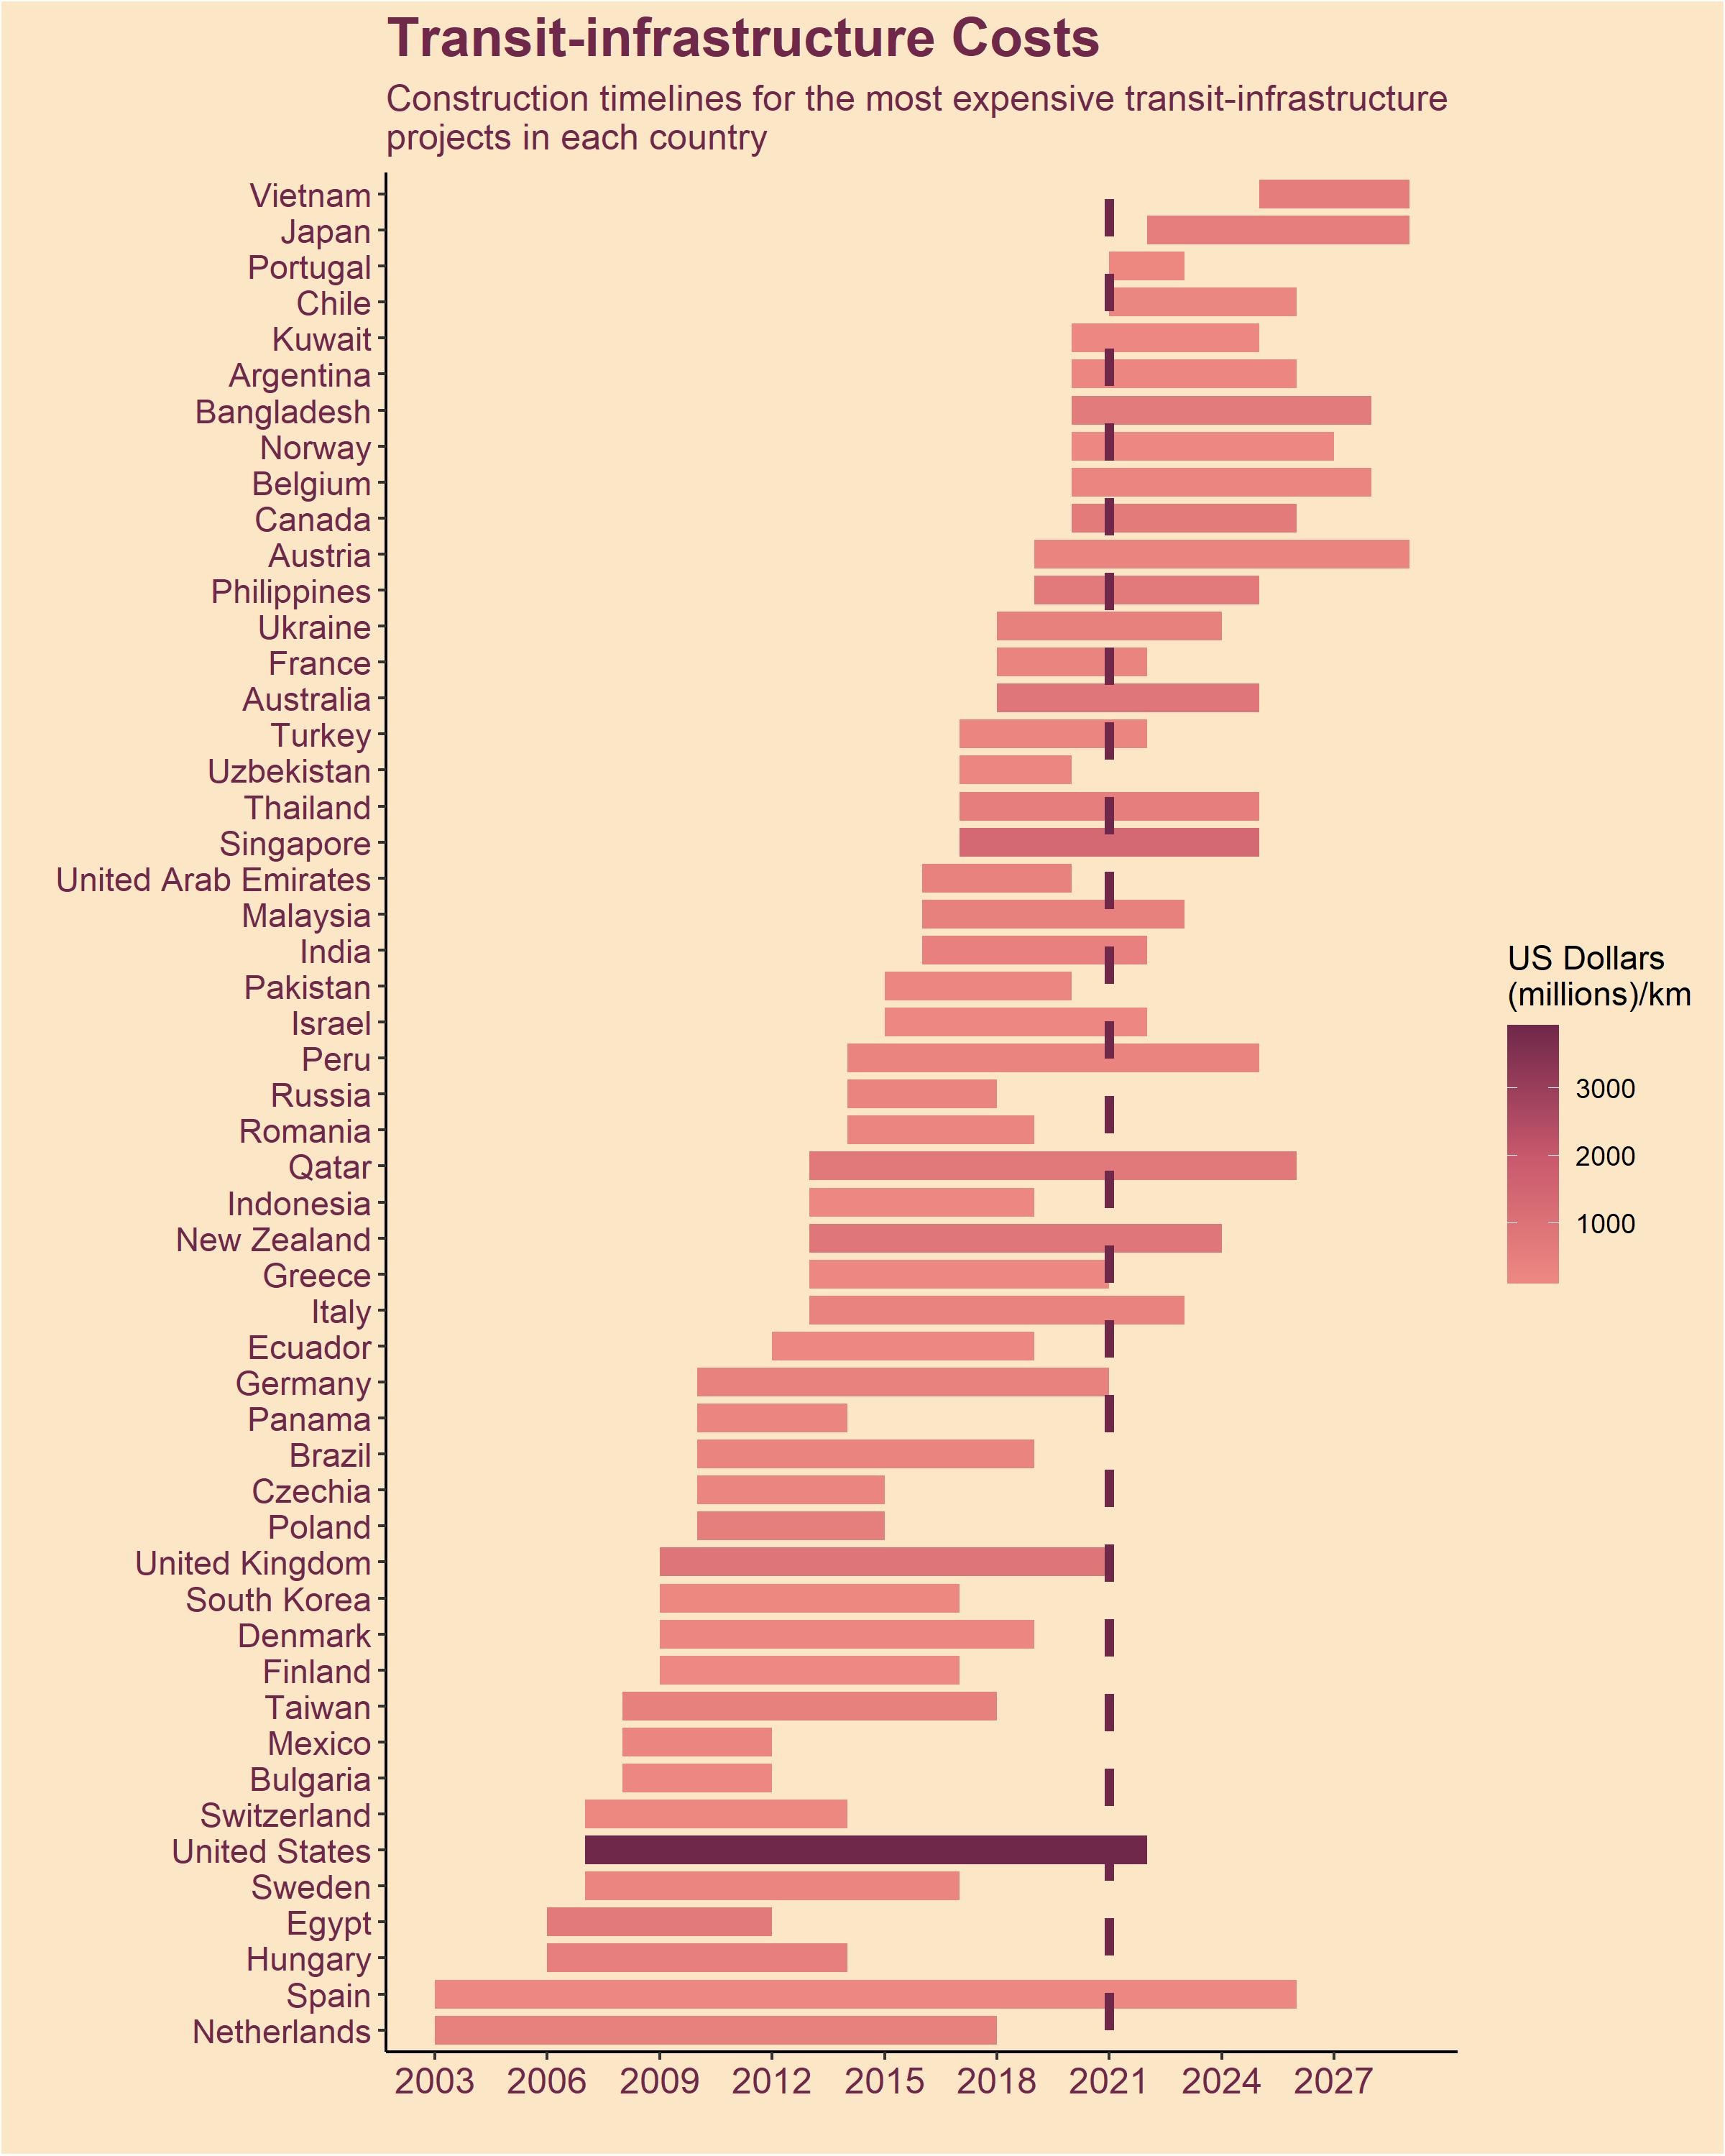 Transit-infrastructure Costs
Construction timelines for the most expensive transit-infrastructure
projects in each country
Vietnam
Japan
Portugal
Chile
Kuwait
Argentina
Bangladesh
Norway
Belgium
Canada
Austria
Philippines
Ukraine
France
Australia
Turkey
Uzbekistan
Thailand
Singapore
United Arab Emirates
Malaysia
India
Pakistan
Israel
Peru
Russia
Romania
Qatar
Indonesia
New Zealand
Greece
Italy
Ecuador
Germany
Panama
Brazil
Czechia
Poland
United Kingdom
South Korea
Denmark
Finland
Taiwan
Mexico
Bulgaria
Switzerland
United States
Sweden
Egypt
Hungary
Spain
Netherlands
2003 2006 2009 2012 2015 2018 2021 2024 2027
US Dollars
(millions)/km
3000
2000
1000